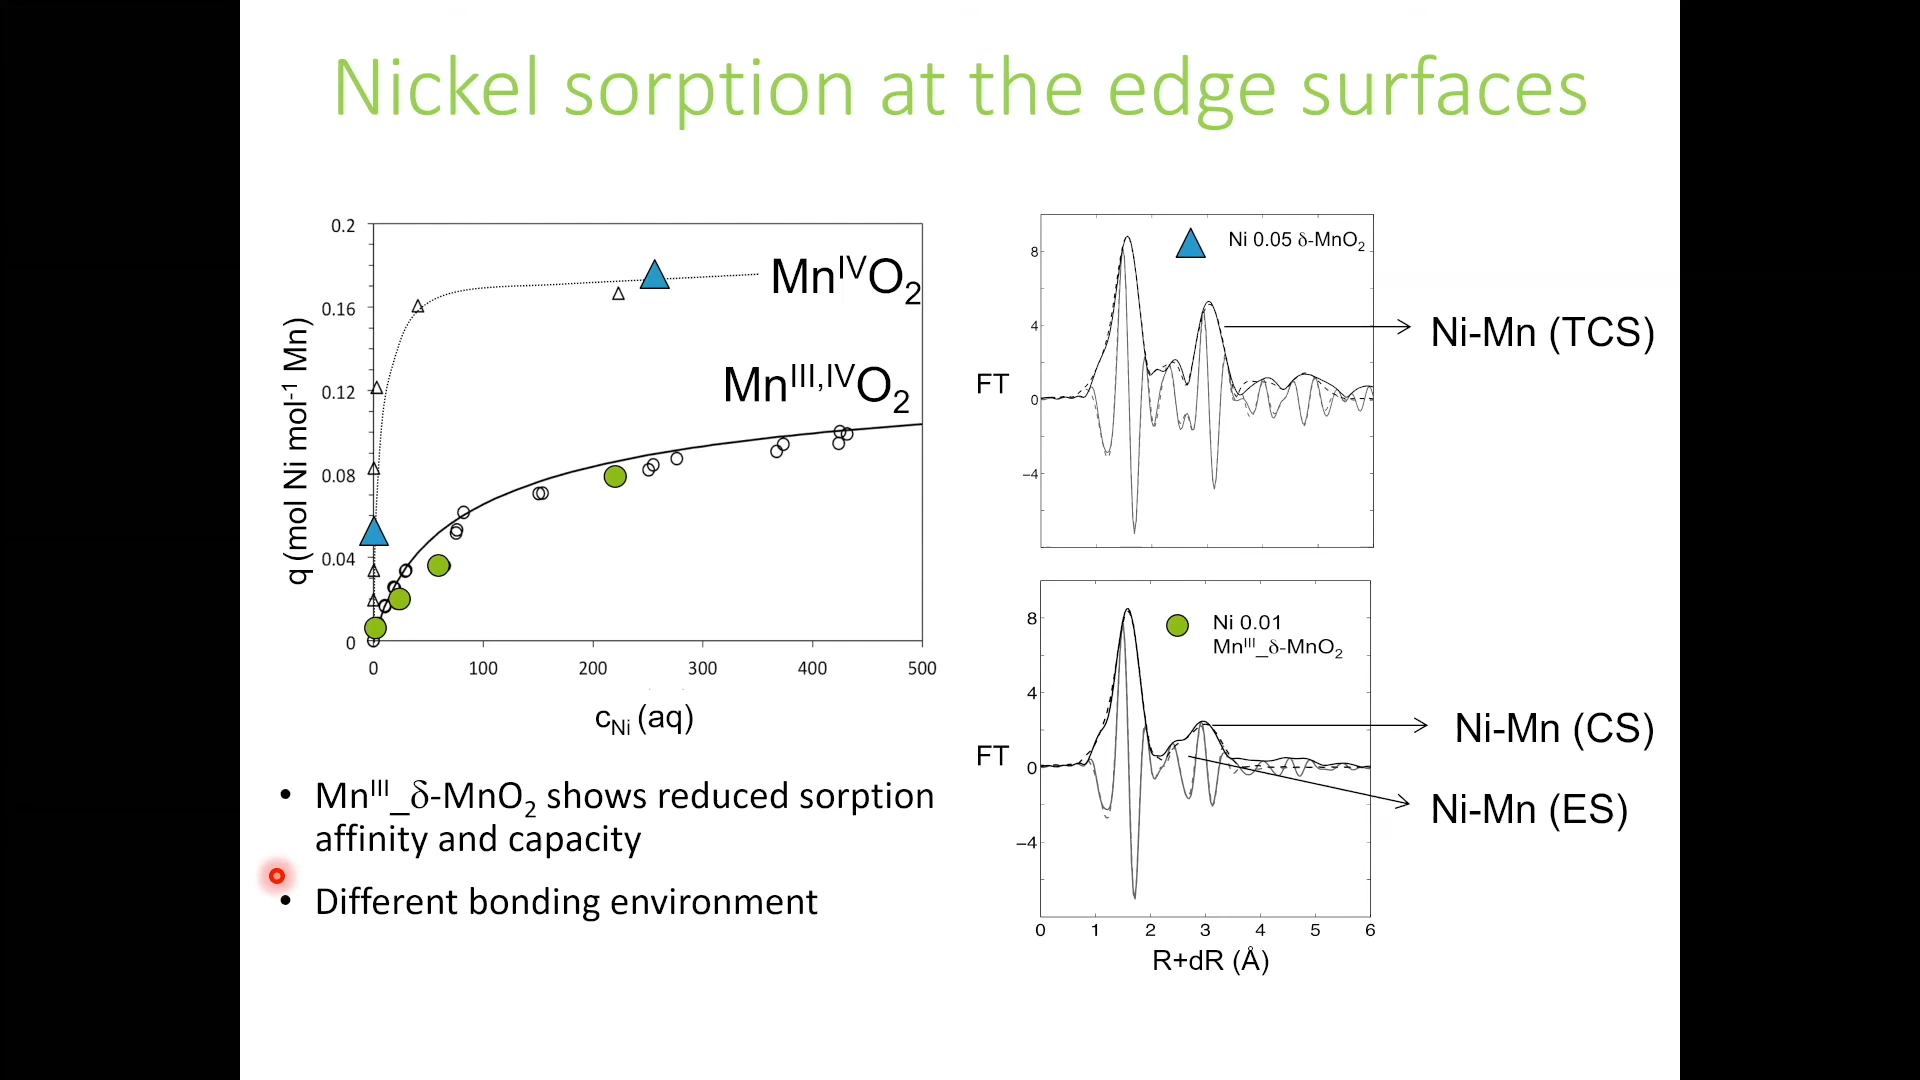 Nickel sorption at the edge surfaces
0.2
0.16
0.12
0.08
0.04
0
q (mol Ni mol⁻¹ Mn)
Mn^IVO₂
Mn^III,IVO₂
0 100 200 300 400 500
c_Ni (aq)
• Mn^III_δ-MnO₂ shows reduced sorption
affinity and capacity
• Different bonding environment
Ni 0.05 δ-MnO₂
8
4
0
−4
FT
Ni-Mn (TCS)
Ni 0.01
Mn^III_δ-MnO₂
8
4
0
−4
FT
0 1 2 3 4 5 6
R+dR (Å)
Ni-Mn (CS)
Ni-Mn (ES)